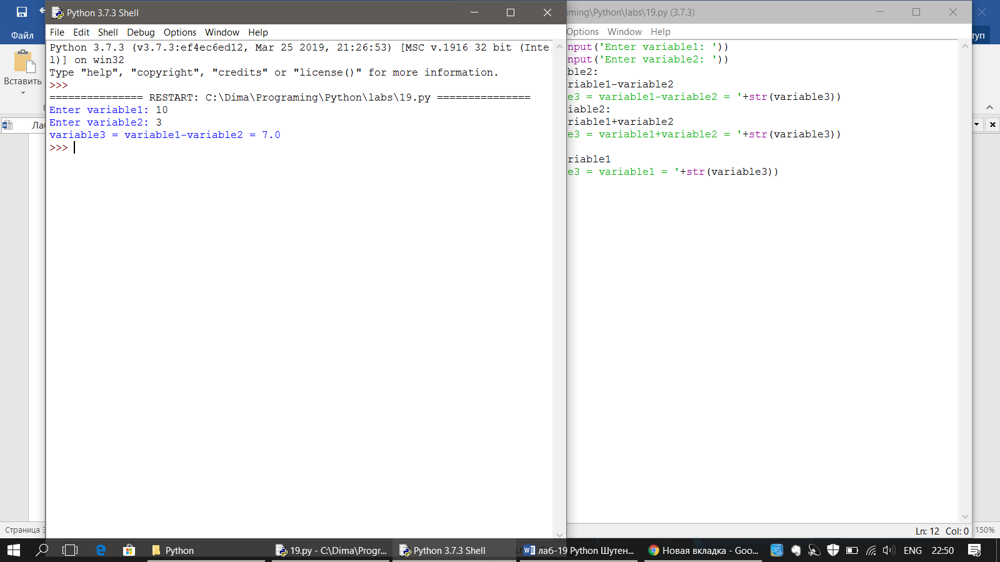 Python 3.7.3 Shell
File Edit Shell Debug Options Window Help
Python 3.7.3 (v3.7.3:ef4ec6ed12, Mar 25 2019, 21:26:53) [MSC v.1916 32 bit (Inte
l)] on win32
Type "help", "copyright", "credits" or "license()" for more information.
>>>
=============== RESTART: C:\Dima\Programing\Python\labs\19.py ===============
Enter variable1: 10
Enter variable2: 3
variable3 = variable1-variable2 = 7.0
>>>
ming\Python\labs\19.py (3.7.3)
Options Window Help
nput('Enter variable1: '))
nput('Enter variable2: '))
ble2:
riable1-variable2
e3 = variable1-variable2 = '+str(variable3))
iable2:
riable1+variable2
e3 = variable1+variable2 = '+str(variable3))
riable1
e3 = variable1 = '+str(variable3))
Ln: 12 Col: 0
Файл
Вставить
Ла
туп
Страница 3
150%
Python
19.py - C:\Dima\Progr...
Python 3.7.3 Shell
лаб-19 Python Шутен...
Новая вкладка - Goo...
ENG
22:50